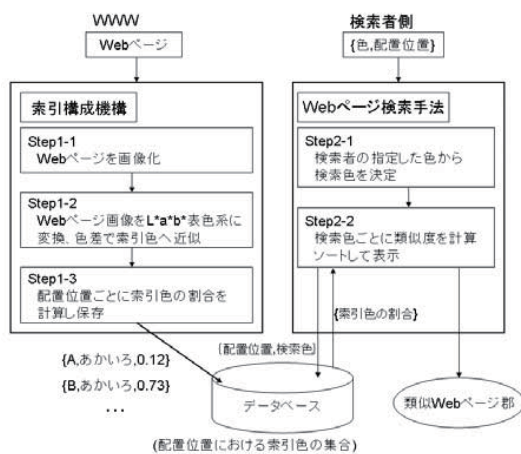 WWW
Webページ
索引構成機構
Step1-1
Webページを画像化
Step1-2
Webページ画像をL*a*b*表色系に
変換、色差で索引色へ近似
Step1-3
配置位置ごとに索引色の割合を
計算し保存
{A,あかいろ,0.12}
{B,あかいろ,0.73}
...
検索者側
{色,配置位置}
Webページ検索手法
Step2-1
検索者の指定した色から
検索色を決定
Step2-2
検索色ごとに類似度を計算
ソートして表示
{索引色の割合}
{配置位置,検索色}
データベース
類似Webページ郡
(配置位置における索引色の集合)